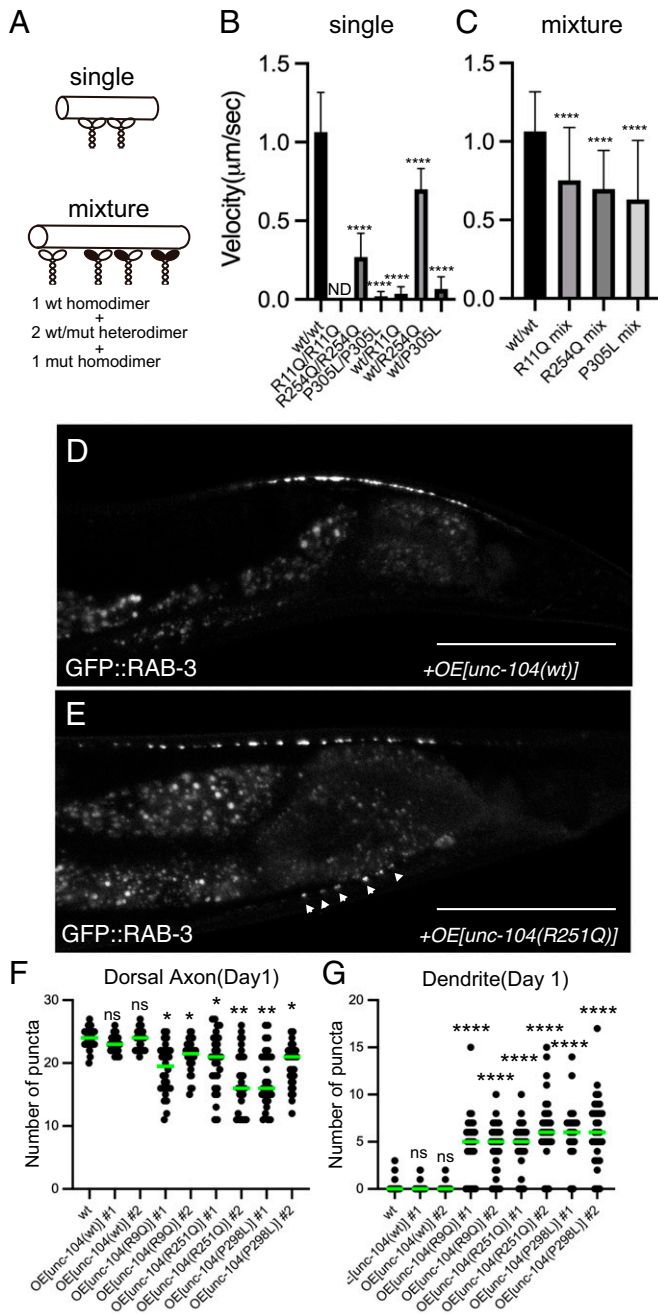 A
single
mixture
1 wt homodimer
+
2 wt/mut heterodimer
+
1 mut homodimer
B
single
Velocity(μm/sec)
1.5
1.0
0.5
0.0
ND
****
****
****
****
****
wt/wt
R11Q/R11Q
R254Q/R254Q
P305L/P305L
wt/R11Q
wt/R254Q
wt/P305L
C
mixture
1.5
1.0
0.5
0.0
****
****
****
wt/wt
R11Q mix
R254Q mix
P305L mix
D
GFP::RAB-3
+OE[unc-104(wt)]
E
GFP::RAB-3
+OE[unc-104(R251Q)]
F
Dorsal Axon(Day1)
Number of puncta
30
20
10
0
ns
ns
*
*
*
**
**
*
wt
OE[unc-104(wt)] #1
OE[unc-104(wt)] #2
OE[unc-104(R9Q)] #1
OE[unc-104(R9Q)] #2
OE[unc-104(R251Q)] #1
OE[unc-104(R251Q)] #2
OE[unc-104(P298L)] #1
OE[unc-104(P298L)] #2
G
Dendrite(Day 1)
Number of puncta
20
15
10
5
0
ns
ns
****
****
****
****
****
****
wt
-[unc-104(wt)] #1
OE[unc-104(wt)] #2
OE[unc-104(R9Q)] #1
OE[unc-104(R9Q)] #2
OE[unc-104(R251Q)] #1
OE[unc-104(R251Q)] #2
OE[unc-104(P298L)] #1
OE[unc-104(P298L)] #2